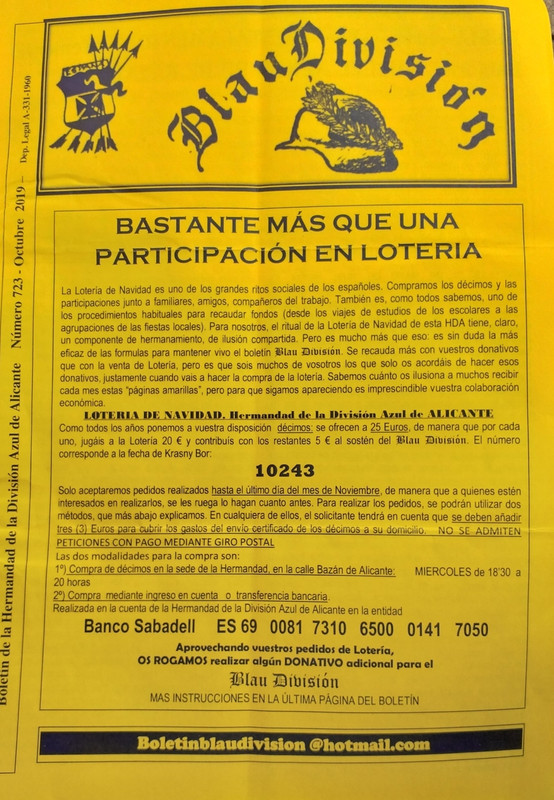 Blau División
Boletín de la Hermandad de la División Azul de Alicante Número 723 - Octubre 2019 – Dep. Legal A-331-1960
BASTANTE MÁS QUE UNA
PARTICIPACIÓN EN LOTERIA
La Lotería de Navidad es uno de los grandes ritos sociales de los españoles. Compramos los décimos y las
participaciones junto a familiares, amigos, compañeros del trabajo. También es, como todos sabemos, uno de
los procedimientos habituales para recaudar fondos (desde los viajes de estudios de los escolares a las
agrupaciones de las fiestas locales). Para nosotros, el ritual de la Lotería de Navidad de esta HDA tiene, claro,
un componente de hermanamiento, de ilusión compartida. Pero es mucho más que eso: es sin duda la más
eficaz de las formulas para mantener vivo el boletín Blau División. Se recauda más con vuestros donativos
que con la venta de Lotería, pero es que sois muchos de vosotros los que solo os acordáis de hacer esos
donativos, justamente cuando vais a hacer la compra de la lotería. Sabemos cuánto os ilusiona a muchos recibir
cada mes estas “páginas amarillas”, pero para que sigamos apareciendo es imprescindible vuestra colaboración
económica.
LOTERIA DE NAVIDAD. Hermandad de la División Azul de ALICANTE
Como todos los años ponemos a vuestra disposición décimos: se ofrecen a 25 Euros, de manera que por cada
uno, jugáis a la Lotería 20 € y contribuís con los restantes 5 € al sostén del Blau División. El número
corresponde a la fecha de Krasny Bor:
10243
Solo aceptaremos pedidos realizados hasta el último día del mes de Noviembre, de manera que a quienes estén
interesados en realizarlos, se les ruega lo hagan cuanto antes. Para realizar los pedidos, se podrán utilizar dos
métodos, que más abajo explicamos. En cualquiera de ellos, el solicitante tendrá en cuenta que se deben añadir
tres (3) Euros para cubrir los gastos del envío certificado de los décimos a su domicilio. NO SE ADMITEN
PETICIONES CON PAGO MEDIANTE GIRO POSTAL
Las dos modalidades para la compra son:
1º) Compra de décimos en la sede de la Hermandad, en la calle Bazán de Alicante: MIERCOLES de 18'30 a
20 horas
2º) Compra mediante ingreso en cuenta o transferencia bancaria.
Realizada en la cuenta de la Hermandad de la División Azul de Alicante en la entidad
Banco Sabadell ES 69 0081 7310 6500 0141 7050
Aprovechando vuestros pedidos de Lotería,
OS ROGAMOS realizar algún DONATIVO adicional para el
Blau División
MAS INSTRUCCIONES EN LA ÚLTIMA PÁGINA DEL BOLETÍN
Boletinblaudivision @hotmail.com